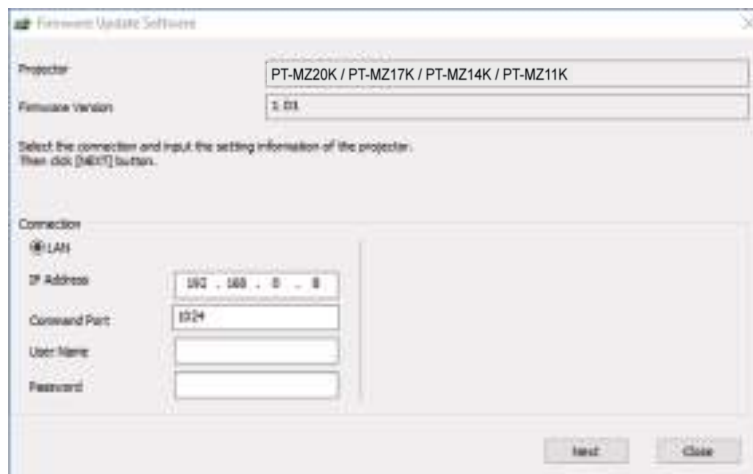 Firmware Update Software
Projector PT-MZ20K / PT-MZ17K / PT-MZ14K / PT-MZ11K
Firmware Version 1.01
Select the connection and input the setting information of the projector.
Then click [NEXT] button.
Connection
LAN
IP Address 192 . 168 . 0 . 8
Command Port 1024
User Name
Password
Next Close